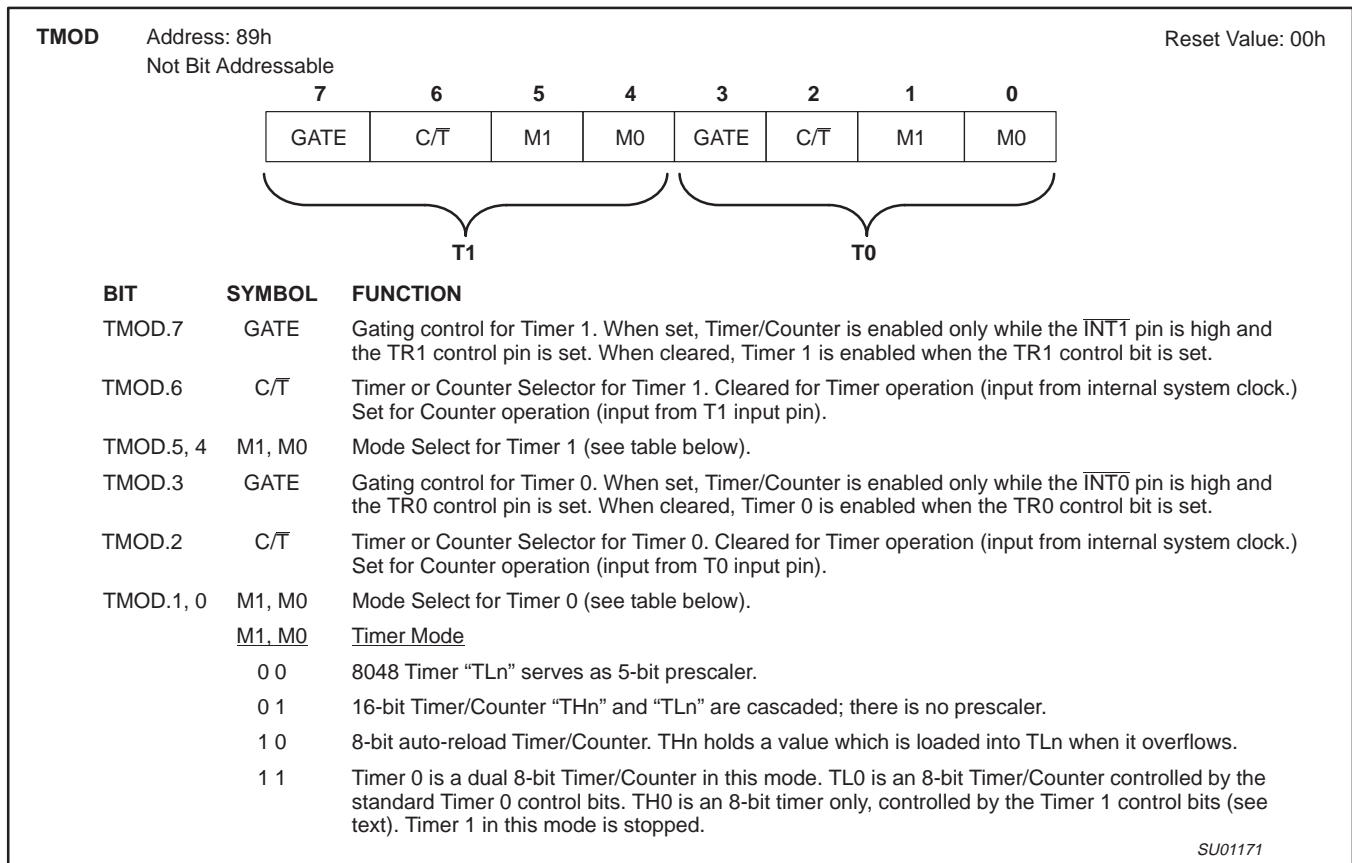 TMOD Address: 89h Reset Value: 00h
Not Bit Addressable
7 6 5 4 3 2 1 0
GATE C/T̅ M1 M0 GATE C/T̅ M1 M0
T1 T0
BIT SYMBOL FUNCTION
TMOD.7 GATE Gating control for Timer 1. When set, Timer/Counter is enabled only while the I̅N̅T̅1̅ pin is high and
the TR1 control pin is set. When cleared, Timer 1 is enabled when the TR1 control bit is set.
TMOD.6 C/T̅ Timer or Counter Selector for Timer 1. Cleared for Timer operation (input from internal system clock.)
Set for Counter operation (input from T1 input pin).
TMOD.5, 4 M1, M0 Mode Select for Timer 1 (see table below).
TMOD.3 GATE Gating control for Timer 0. When set, Timer/Counter is enabled only while the I̅N̅T̅0̅ pin is high and
the TR0 control pin is set. When cleared, Timer 0 is enabled when the TR0 control bit is set.
TMOD.2 C/T̅ Timer or Counter Selector for Timer 0. Cleared for Timer operation (input from internal system clock.)
Set for Counter operation (input from T0 input pin).
TMOD.1, 0 M1, M0 Mode Select for Timer 0 (see table below).
M1, M0 Timer Mode
0 0 8048 Timer “TLn” serves as 5-bit prescaler.
0 1 16-bit Timer/Counter “THn” and “TLn” are cascaded; there is no prescaler.
1 0 8-bit auto-reload Timer/Counter. THn holds a value which is loaded into TLn when it overflows.
1 1 Timer 0 is a dual 8-bit Timer/Counter in this mode. TL0 is an 8-bit Timer/Counter controlled by the
standard Timer 0 control bits. TH0 is an 8-bit timer only, controlled by the Timer 1 control bits (see
text). Timer 1 in this mode is stopped.
SU01171